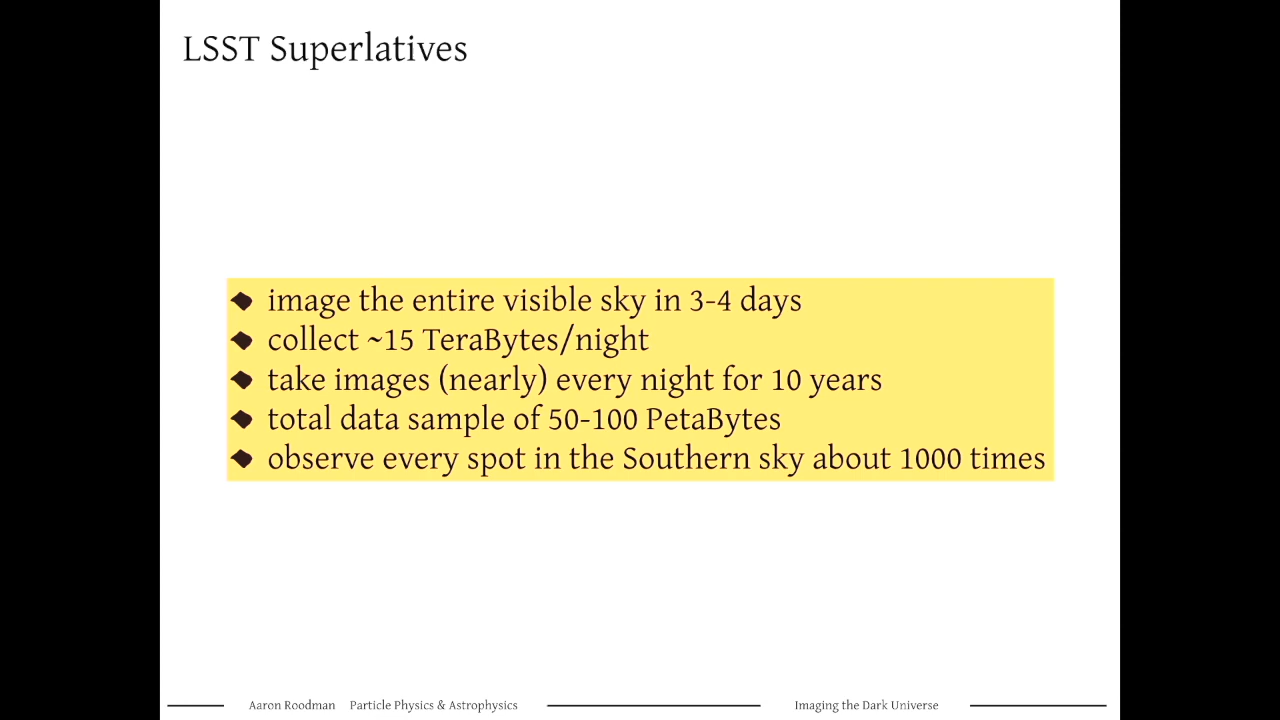 LSST Superlatives
image the entire visible sky in 3-4 days
collect ~15 TeraBytes/night
take images (nearly) every night for 10 years
total data sample of 50-100 PetaBytes
observe every spot in the Southern sky about 1000 times
Aaron Roodman Particle Physics & Astrophysics Imaging the Dark Universe